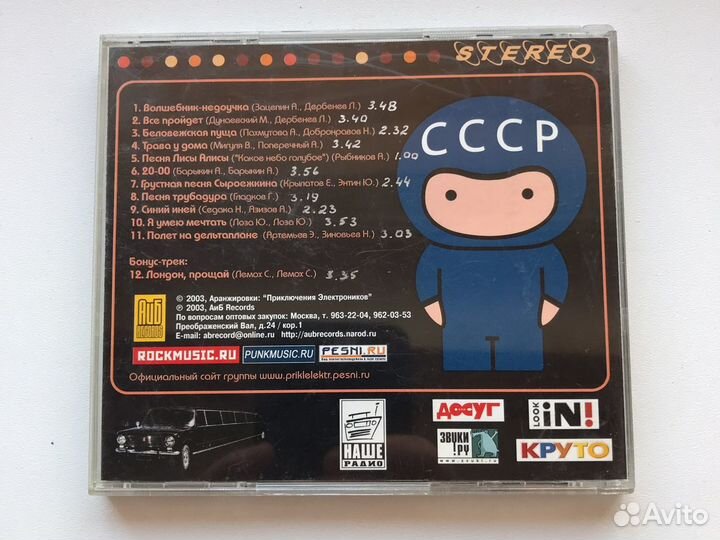 STEREO
1. Волшебник-недоучка (Зацепин А., Дербенев Л.) 3.48
2. Все пройдет (Дунаевский М., Дербенев Л.) 3.40
3. Беловежская пуща (Пахмутова А., Добронравов Н.) 2.32
4. Трава у дома (Мигуля В., Поперечный А.) 3.42
5. Песня Лисы Алисы ("Какое небо голубое") (Рыбников А.) 1.00
6. 20-00 (Барыкин А., Барыкин А.) 3.56
7. Грустная песня Сыроежкина (Крылатов Е., Энтин Ю.) 2.44
8. Песня трубадура (Гладков Г.) 3.19
9. Синий иней (Седака Н., Азизов А.) 2.23
10. Я умею мечтать (Лоза Ю., Лоза Ю.) 3.53
11. Полет на дельтаплане (Артемьев Э., Зиновьев Н.) 3.03
СССР
Бонус-трек:
12. Лондон, прощай (Лемох С., Лемох С.) 3.35
АиБ
RECORDS
© 2003, Аранжировки: "Приключения Электроников"
℗ 2003, АиБ Records
По вопросам оптовых закупок: Москва, т. 963-22-04, 962-03-53
Преображенский Вал, д.24 / кор.1
E-mail: abrecord@online.ru http://aubrecords.narod.ru
ROCKMUSIC.RU PUNKMUSIC.RU PESNI.RU
Официальный сайт группы www.priklelektr.pesni.ru
НАШЕ
РАДИО
ДОСУГ
LOOK
iN!
ЗВУКИ
.РУ
www.zvuki.ru
КРУТО
Avito